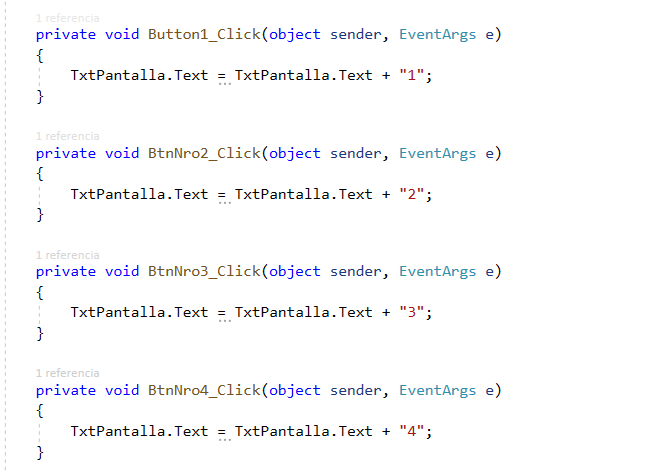 1 referencia
private void Button1_Click(object sender, EventArgs e)
{
TxtPantalla.Text = TxtPantalla.Text + "1";
}
1 referencia
private void BtnNro2_Click(object sender, EventArgs e)
{
TxtPantalla.Text = TxtPantalla.Text + "2";
}
1 referencia
private void BtnNro3_Click(object sender, EventArgs e)
{
TxtPantalla.Text = TxtPantalla.Text + "3";
}
1 referencia
private void BtnNro4_Click(object sender, EventArgs e)
{
TxtPantalla.Text = TxtPantalla.Text + "4";
}